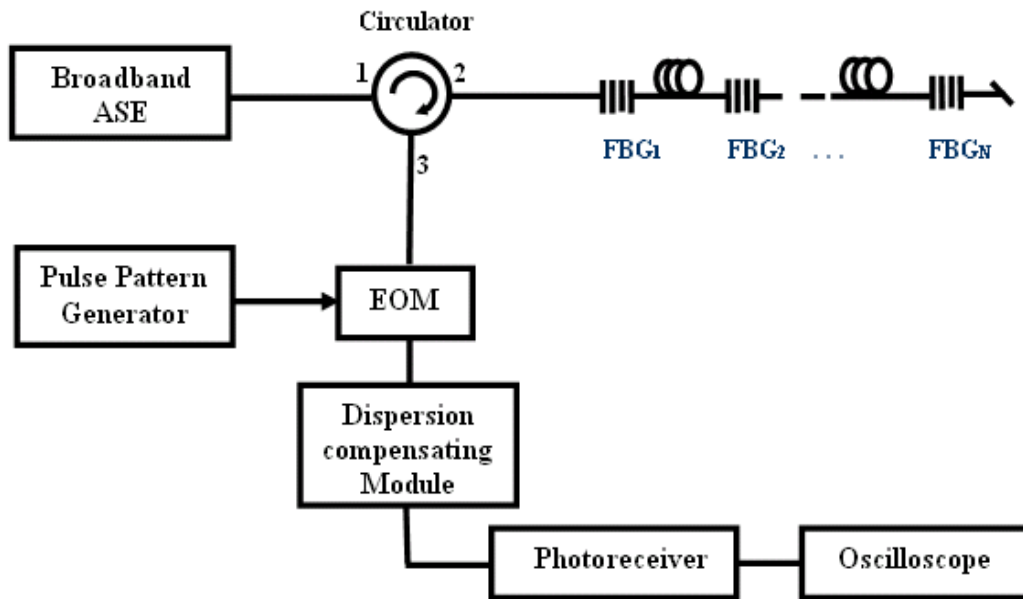 Circulator
Broadband
ASE
1
2
3
FBG1
FBG2
...
FBGN
Pulse Pattern
Generator
EOM
Dispersion
compensating
Module
Photoreceiver
Oscilloscope